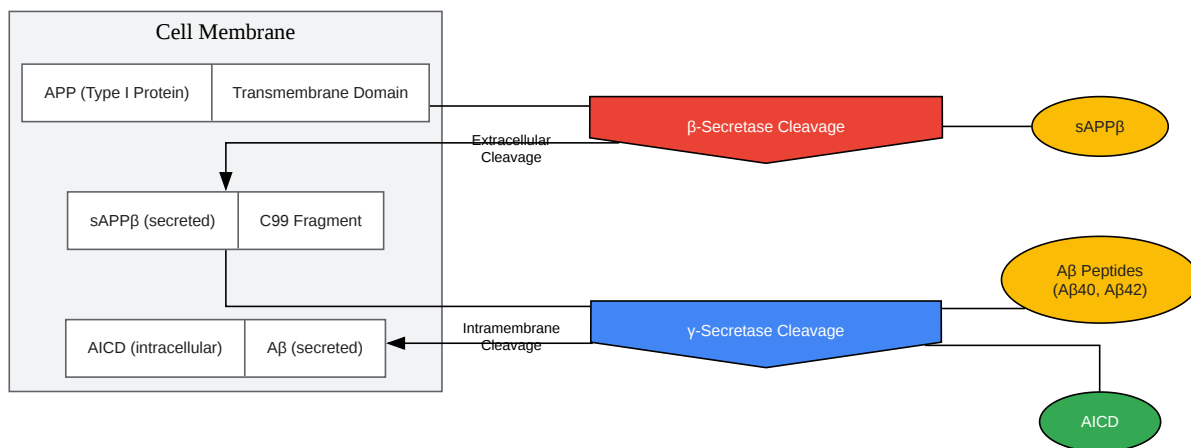 Cell Membrane
APP (Type I Protein)
Transmembrane Domain
β-Secretase Cleavage
sAPPβ
Extracellular
Cleavage
sAPPβ (secreted)
C99 Fragment
Aβ Peptides
(Aβ40, Aβ42)
AICD (intracellular)
Aβ (secreted)
Intramembrane
Cleavage
γ-Secretase Cleavage
AICD